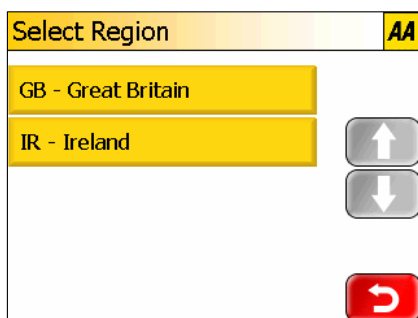 Select Region
AA
GB - Great Britain
IR - Ireland